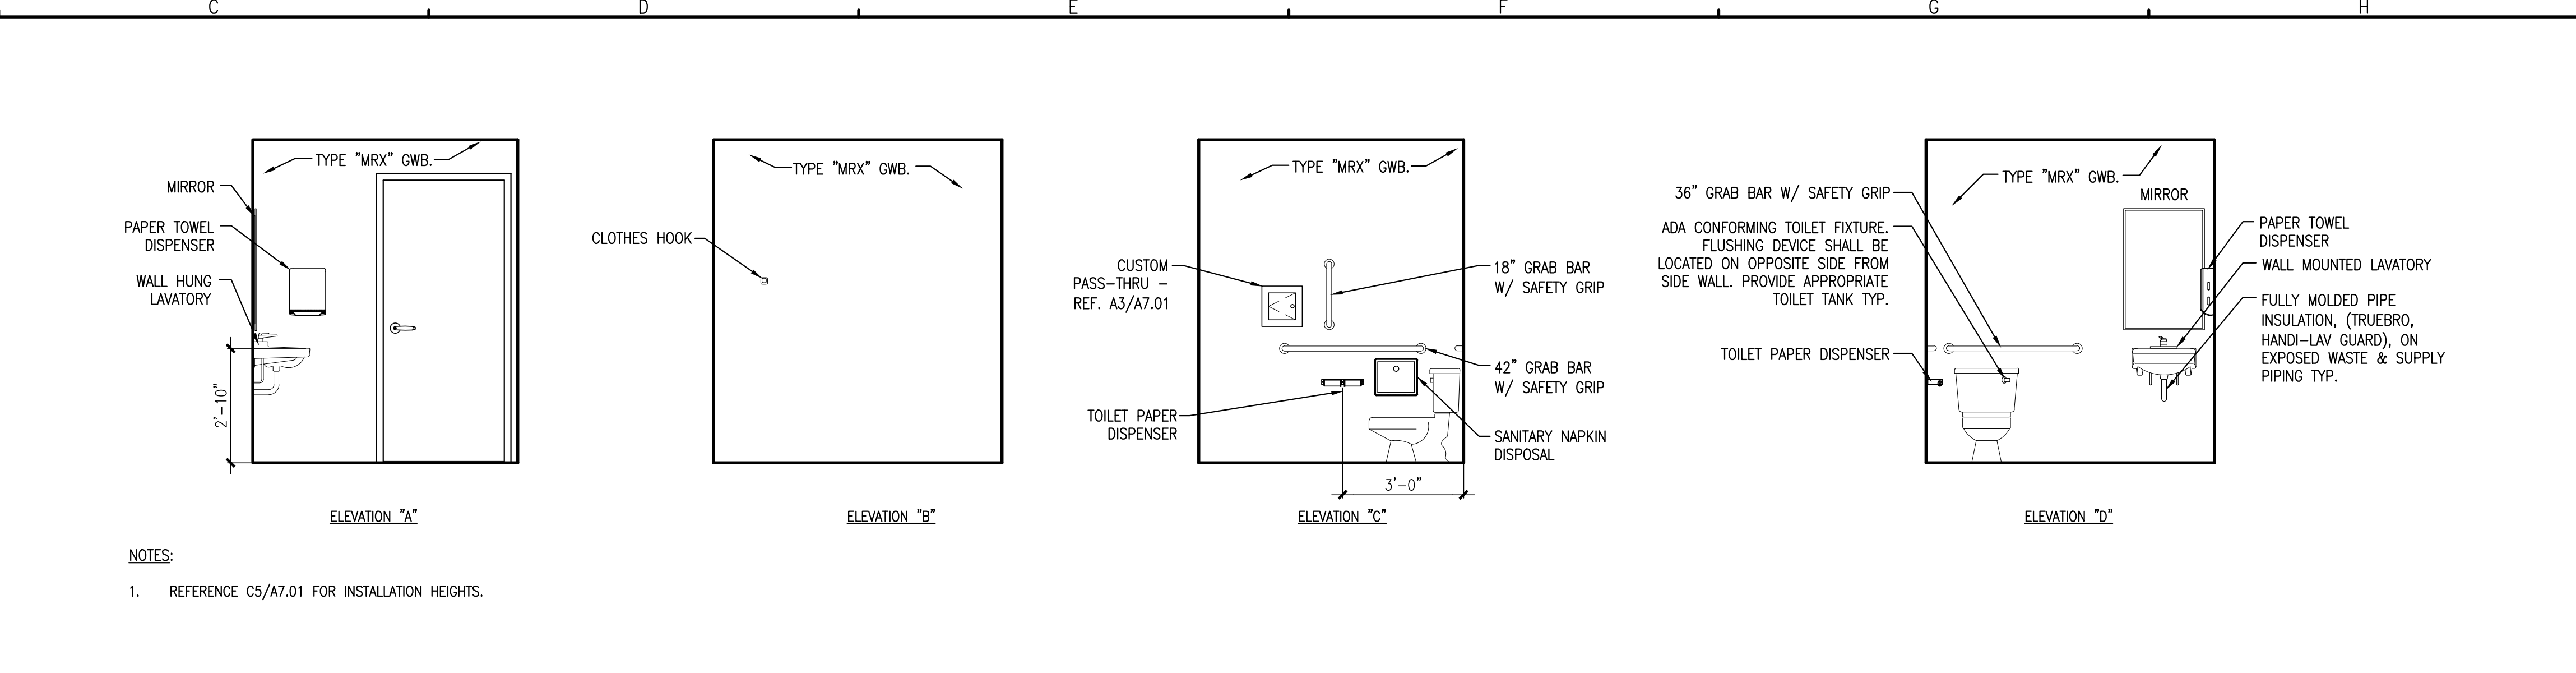 C D E F G H
TYPE "MRX" GWB.
MIRROR
PAPER TOWEL
DISPENSER
WALL HUNG
LAVATORY
2'-10"
ELEVATION "A"
TYPE "MRX" GWB.
CLOTHES HOOK
ELEVATION "B"
TYPE "MRX" GWB.
CUSTOM
PASS-THRU -
REF. A3/A7.01
18" GRAB BAR
W/ SAFETY GRIP
42" GRAB BAR
W/ SAFETY GRIP
TOILET PAPER
DISPENSER
SANITARY NAPKIN
DISPOSAL
3'-0"
ELEVATION "C"
TYPE "MRX" GWB.
36" GRAB BAR W/ SAFETY GRIP
MIRROR
ADA CONFORMING TOILET FIXTURE.
FLUSHING DEVICE SHALL BE
LOCATED ON OPPOSITE SIDE FROM
SIDE WALL. PROVIDE APPROPRIATE
TOILET TANK TYP.
TOILET PAPER DISPENSER
PAPER TOWEL
DISPENSER
WALL MOUNTED LAVATORY
FULLY MOLDED PIPE
INSULATION, (TRUEBRO,
HANDI-LAV GUARD), ON
EXPOSED WASTE & SUPPLY
PIPING TYP.
ELEVATION "D"
NOTES:
1. REFERENCE C5/A7.01 FOR INSTALLATION HEIGHTS.